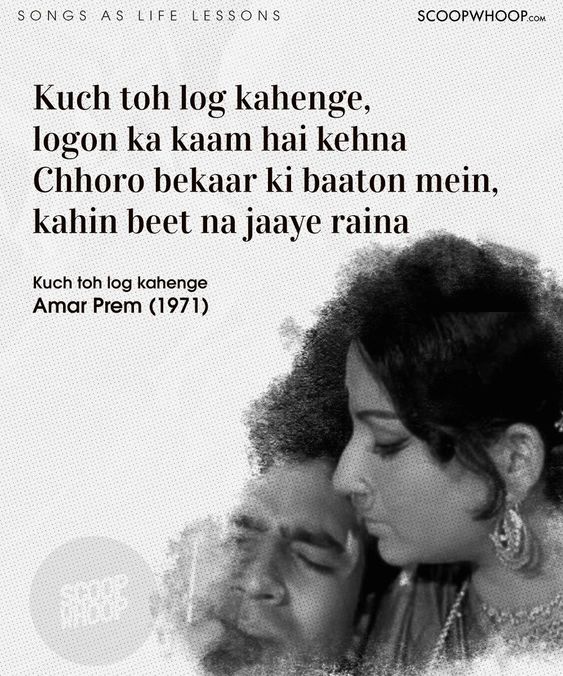 SONGS AS LIFE LESSONS
SCOOPWHOOP.COM
Kuch toh log kahenge,
logon ka kaam hai kehna
Chhoro bekaar ki baaton mein,
kahin beet na jaaye raina
Kuch toh log kahenge
Amar Prem (1971)
SCOOP
WHOOP